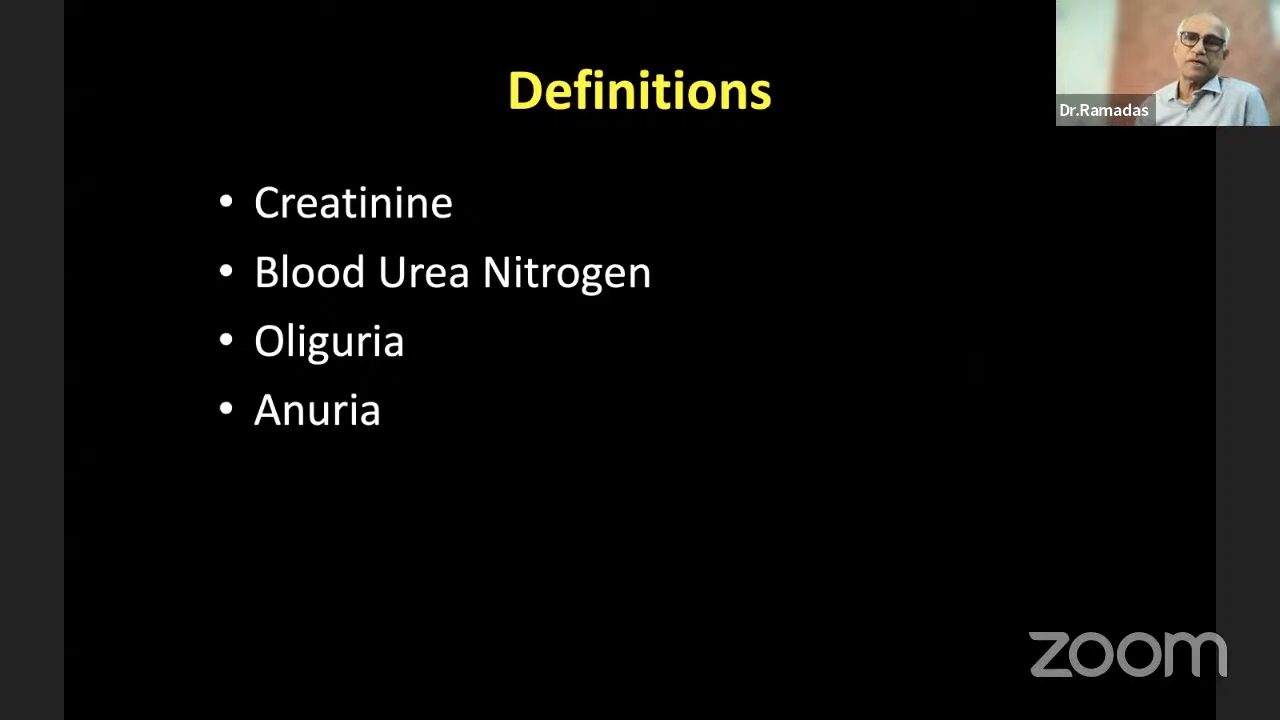 Definitions
Dr.Ramadas
• Creatinine
• Blood Urea Nitrogen
• Oliguria
• Anuria
zoom